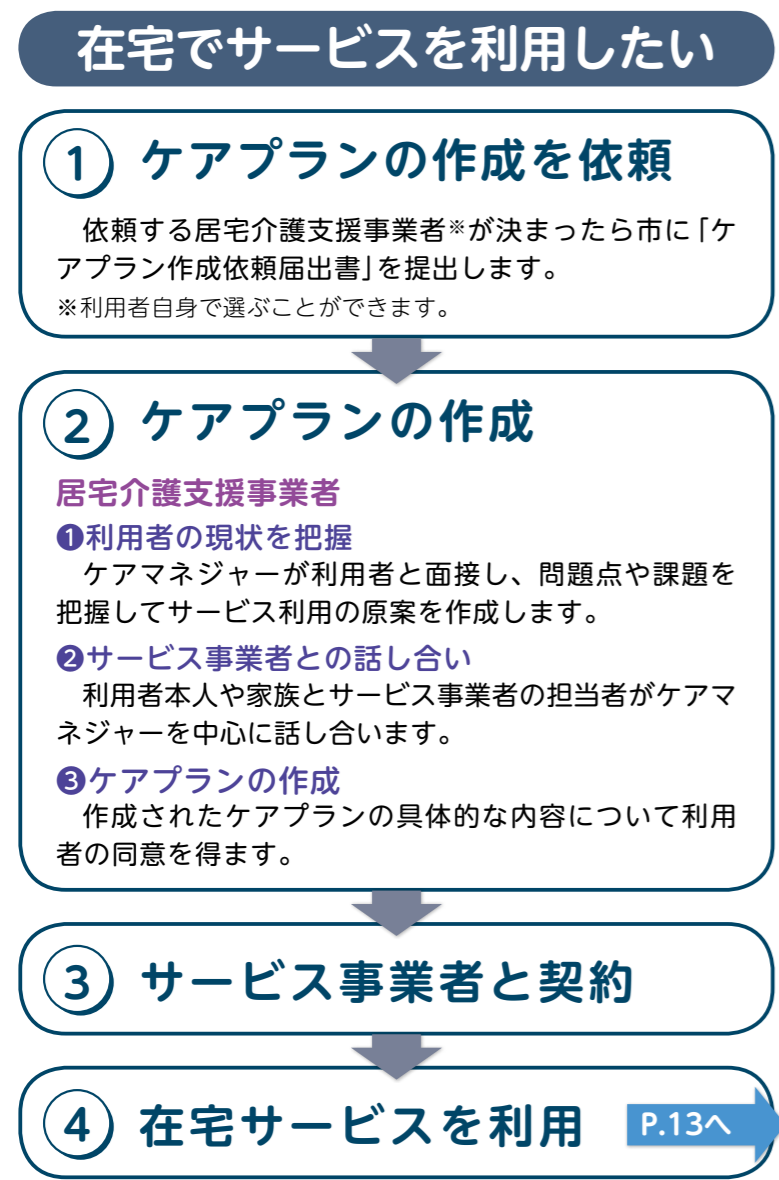 在宅でサービスを利用したい
① ケアプランの作成を依頼
依頼する居宅介護支援事業者※が決まったら市に「ケ
アプラン作成依頼届出書」を提出します。
※利用者自身で選ぶことができます。
② ケアプランの作成
居宅介護支援事業者
❶利用者の現状を把握
ケアマネジャーが利用者と面接し、問題点や課題を
把握してサービス利用の原案を作成します。
❷サービス事業者との話し合い
利用者本人や家族とサービス事業者の担当者がケアマ
ネジャーを中心に話し合います。
❸ケアプランの作成
作成されたケアプランの具体的な内容について利用
者の同意を得ます。
③ サービス事業者と契約
④ 在宅サービスを利用 P.13へ